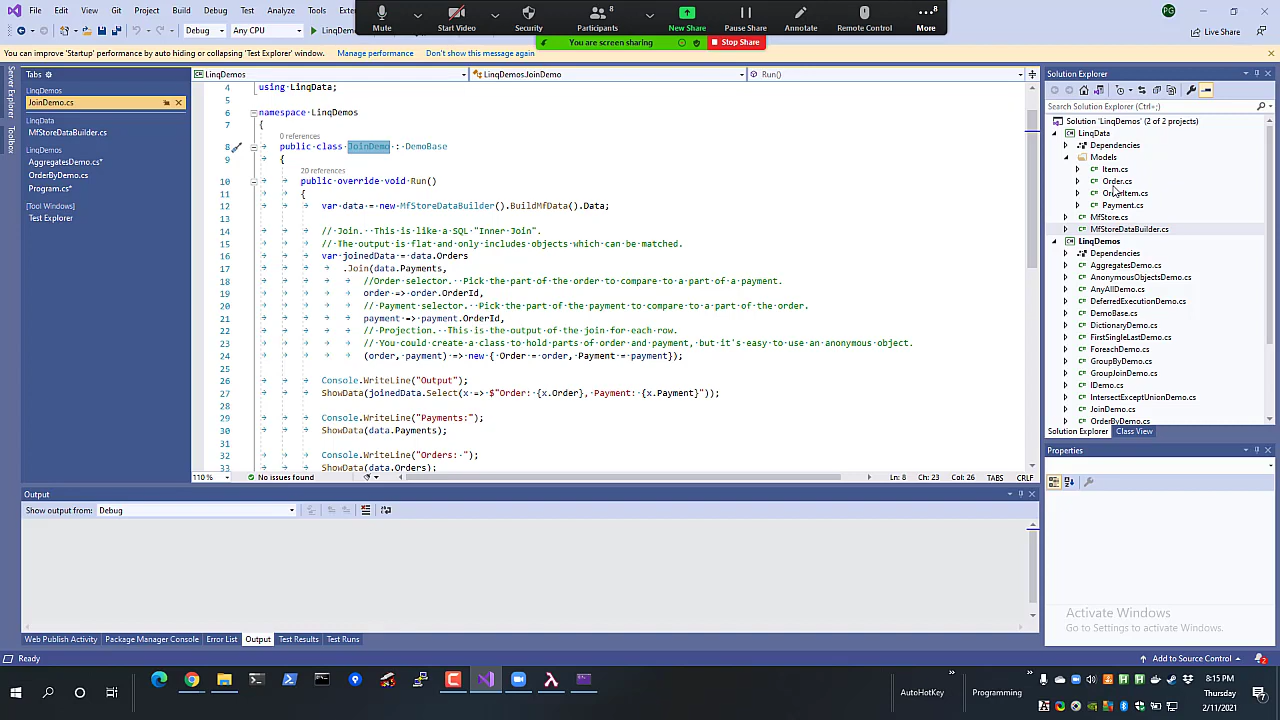 File Edit View Git Project Build Debug Test Analyze Tools
Mute Start Video Security Participants 8 New Share Pause Share Annotate Remote Control More 8
PG
Debug Any CPU
You are screen sharing Stop Share
Live Share
You can improve 'Startup' performance by auto hiding or collapsing 'Test Explorer' window. Manage performance Don't show this message again
Server Explorer
Toolbox
Tabs
LinqDemos
JoinDemo.cs
LinqData
MfStoreDataBuilder.cs
LinqDemos
AggregatesDemo.cs*
OrderByDemo.cs
Program.cs*
[Tool Windows]
Test Explorer
LinqDemos LinqDemos.JoinDemo Run()
4 using LinqData;
5
6 namespace LinqDemos
7 {
0 references
8 public class JoinDemo : DemoBase
9 {
20 references
10 public override void Run()
11 {
12 var data = new MfStoreDataBuilder().BuildMfData().Data;
13
14 // Join. This is like a SQL "Inner Join".
15 // The output is flat and only includes objects which can be matched.
16 var joinedData = data.Orders
17 .Join(data.Payments,
18 //Order selector. Pick the part of the order to compare to a part of a payment.
19 order => order.OrderId,
20 // Payment selector. Pick the part of the payment to compare to a part of the order.
21 payment => payment.OrderId,
22 // Projection. This is the output of the join for each row.
23 // You could create a class to hold parts of order and payment, but it's easy to use an anonymous object.
24 (order, payment) => new { Order = order, Payment = payment});
25
26 Console.WriteLine("Output");
27 ShowData(joinedData.Select(x => $"Order: {x.Order}, Payment: {x.Payment}"));
28
29 Console.WriteLine("Payments:");
30 ShowData(data.Payments);
31
32 Console.WriteLine("Orders: ");
33 ShowData(data.Orders);
110 % No issues found Ln: 8 Ch: 23 Col: 26 TABS CRLF
Solution Explorer
Search Solution Explorer (Ctrl+;)
Solution 'LinqDemos' (2 of 2 projects)
LinqData
Dependencies
Models
Item.cs
Order.cs
OrderItem.cs
Payment.cs
MfStore.cs
MfStoreDataBuilder.cs
LinqDemos
Dependencies
AggregatesDemo.cs
AnonymousObjectsDemo.cs
AnyAllDemo.cs
DeferredExecutionDemo.cs
DemoBase.cs
DictionaryDemo.cs
FirstSingleLastDemo.cs
ForeachDemo.cs
GroupByDemo.cs
GroupJoinDemo.cs
IDemo.cs
IntersectExceptUnionDemo.cs
JoinDemo.cs
OrderByDemo.cs
Solution Explorer Class View
Properties
Output
Show output from: Debug
Activate Windows
Go to Settings to activate Windows.
Web Publish Activity Package Manager Console Error List Output Test Results Test Runs
Ready
Add to Source Control 2
AutoHotKey Programming
8:15 PM
Thursday
2/11/2021